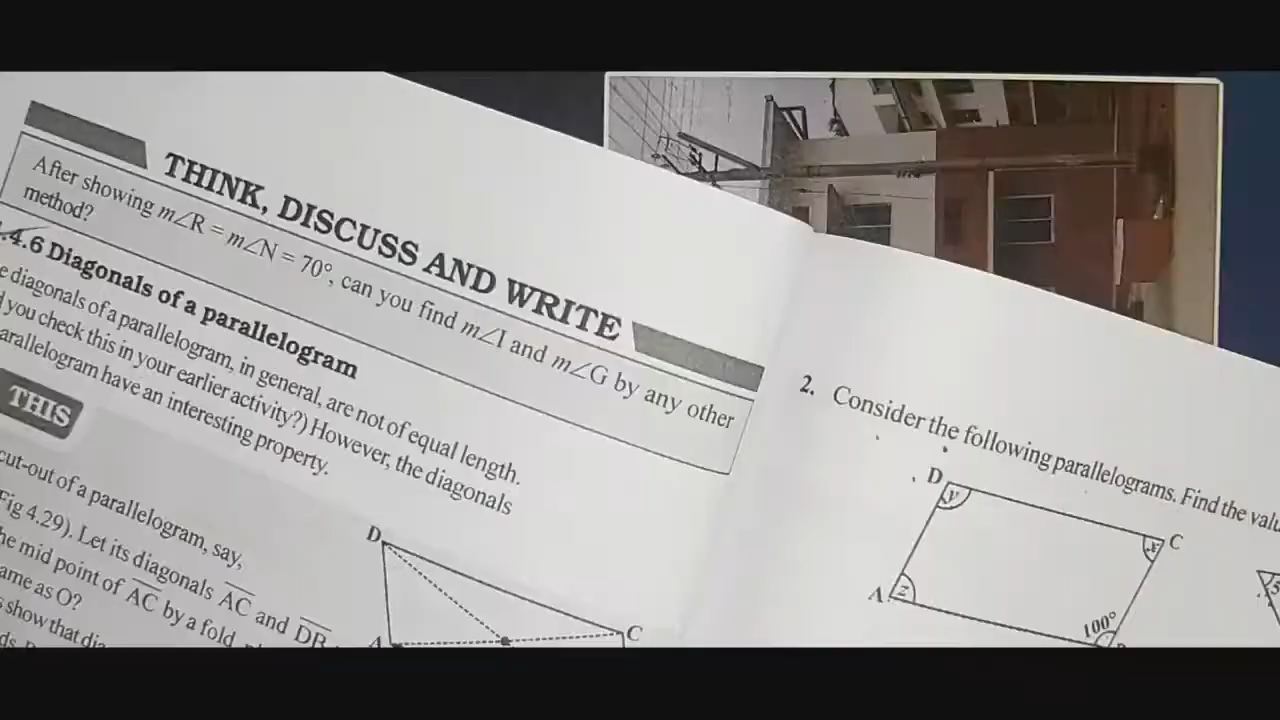 THINK, DISCUSS AND WRITE
After showing m∠R = m∠N = 70°, can you find m∠I and m∠G by any other
method?
.4.6 Diagonals of a parallelogram
diagonals of a parallelogram, in general, are not of equal length.
you check this in your earlier activity?) However, the diagonals
arallelogram have an interesting property.
THIS
cut-out of a parallelogram, say,
Fig 4.29). Let its diagonals AC and DB
mid point of AC by a fold,
ame as O?
show that
D
C
A
2. Consider the following parallelograms. Find the valu
D
y
x
C
A
z
100°